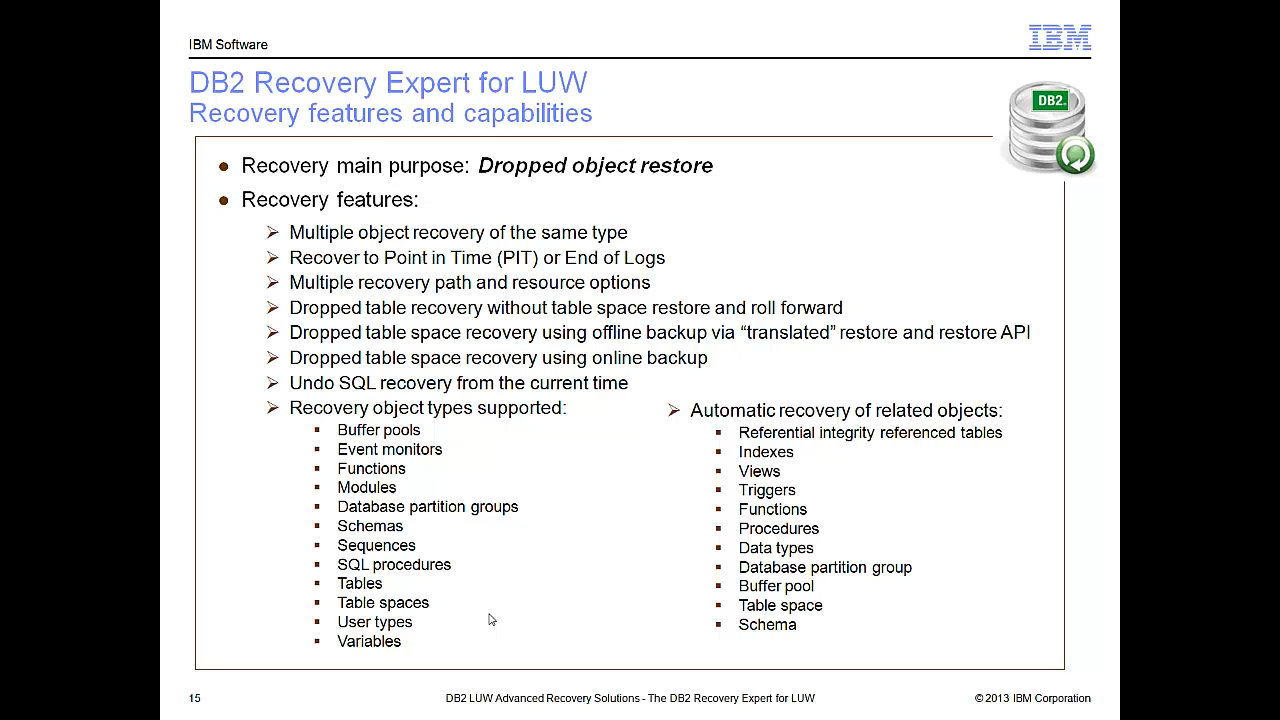 IBM Software
IBM
DB2 Recovery Expert for LUW
Recovery features and capabilities
DB2.
Recovery main purpose: Dropped object restore
Recovery features:
Multiple object recovery of the same type
Recover to Point in Time (PIT) or End of Logs
Multiple recovery path and resource options
Dropped table recovery without table space restore and roll forward
Dropped table space recovery using offline backup via “translated” restore and restore API
Dropped table space recovery using online backup
Undo SQL recovery from the current time
Recovery object types supported:
Buffer pools
Event monitors
Functions
Modules
Database partition groups
Schemas
Sequences
SQL procedures
Tables
Table spaces
User types
Variables
Automatic recovery of related objects:
Referential integrity referenced tables
Indexes
Views
Triggers
Functions
Procedures
Data types
Database partition group
Buffer pool
Table space
Schema
15
DB2 LUW Advanced Recovery Solutions - The DB2 Recovery Expert for LUW
© 2013 IBM Corporation